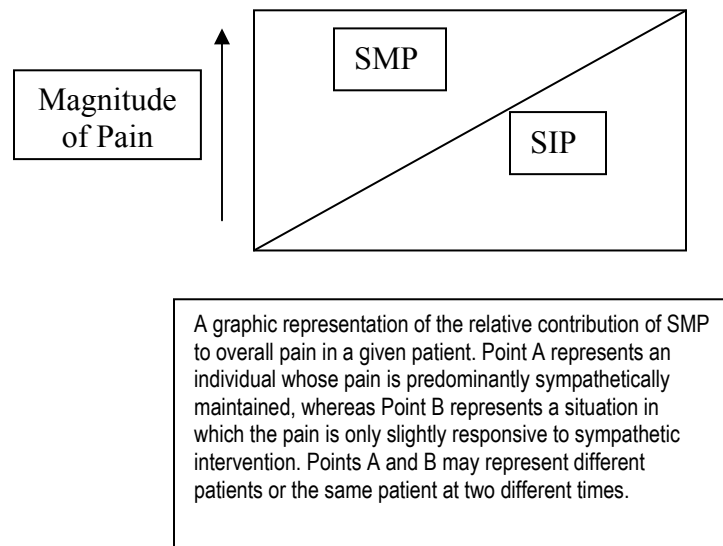 SMP
Magnitude
of Pain
SIP
A graphic representation of the relative contribution of SMP
to overall pain in a given patient. Point A represents an
individual whose pain is predominantly sympathetically
maintained, whereas Point B represents a situation in
which the pain is only slightly responsive to sympathetic
intervention. Points A and B may represent different
patients or the same patient at two different times.